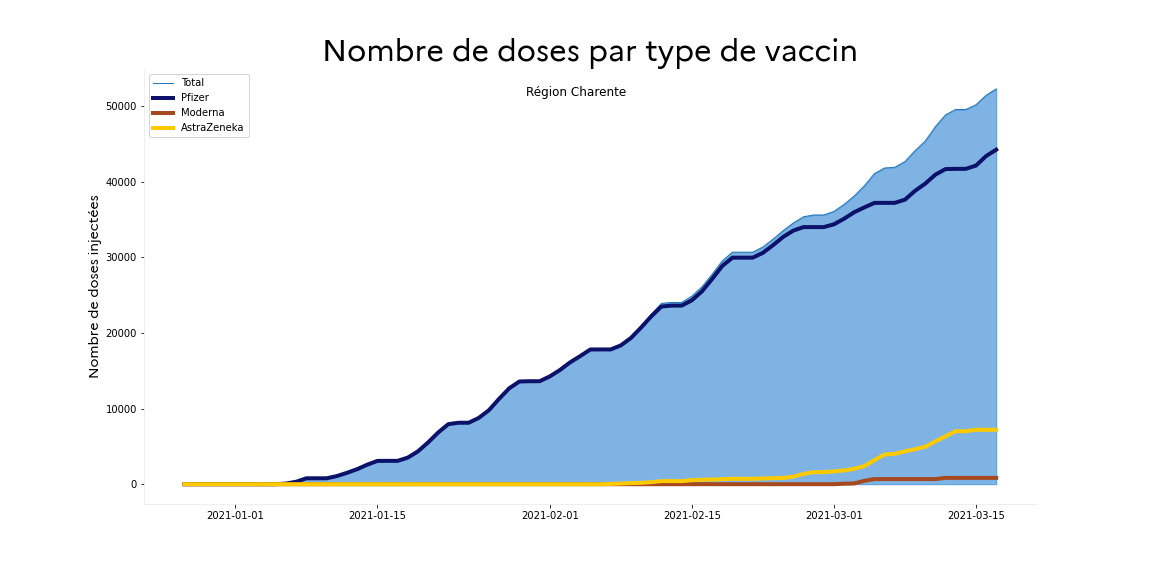 Nombre de doses par type de vaccin
Région Charente
Total
Pfizer
Moderna
AstraZeneka
Nombre de doses injectées
50000
40000
30000
20000
10000
0
2021-01-01
2021-01-15
2021-02-01
2021-02-15
2021-03-01
2021-03-15